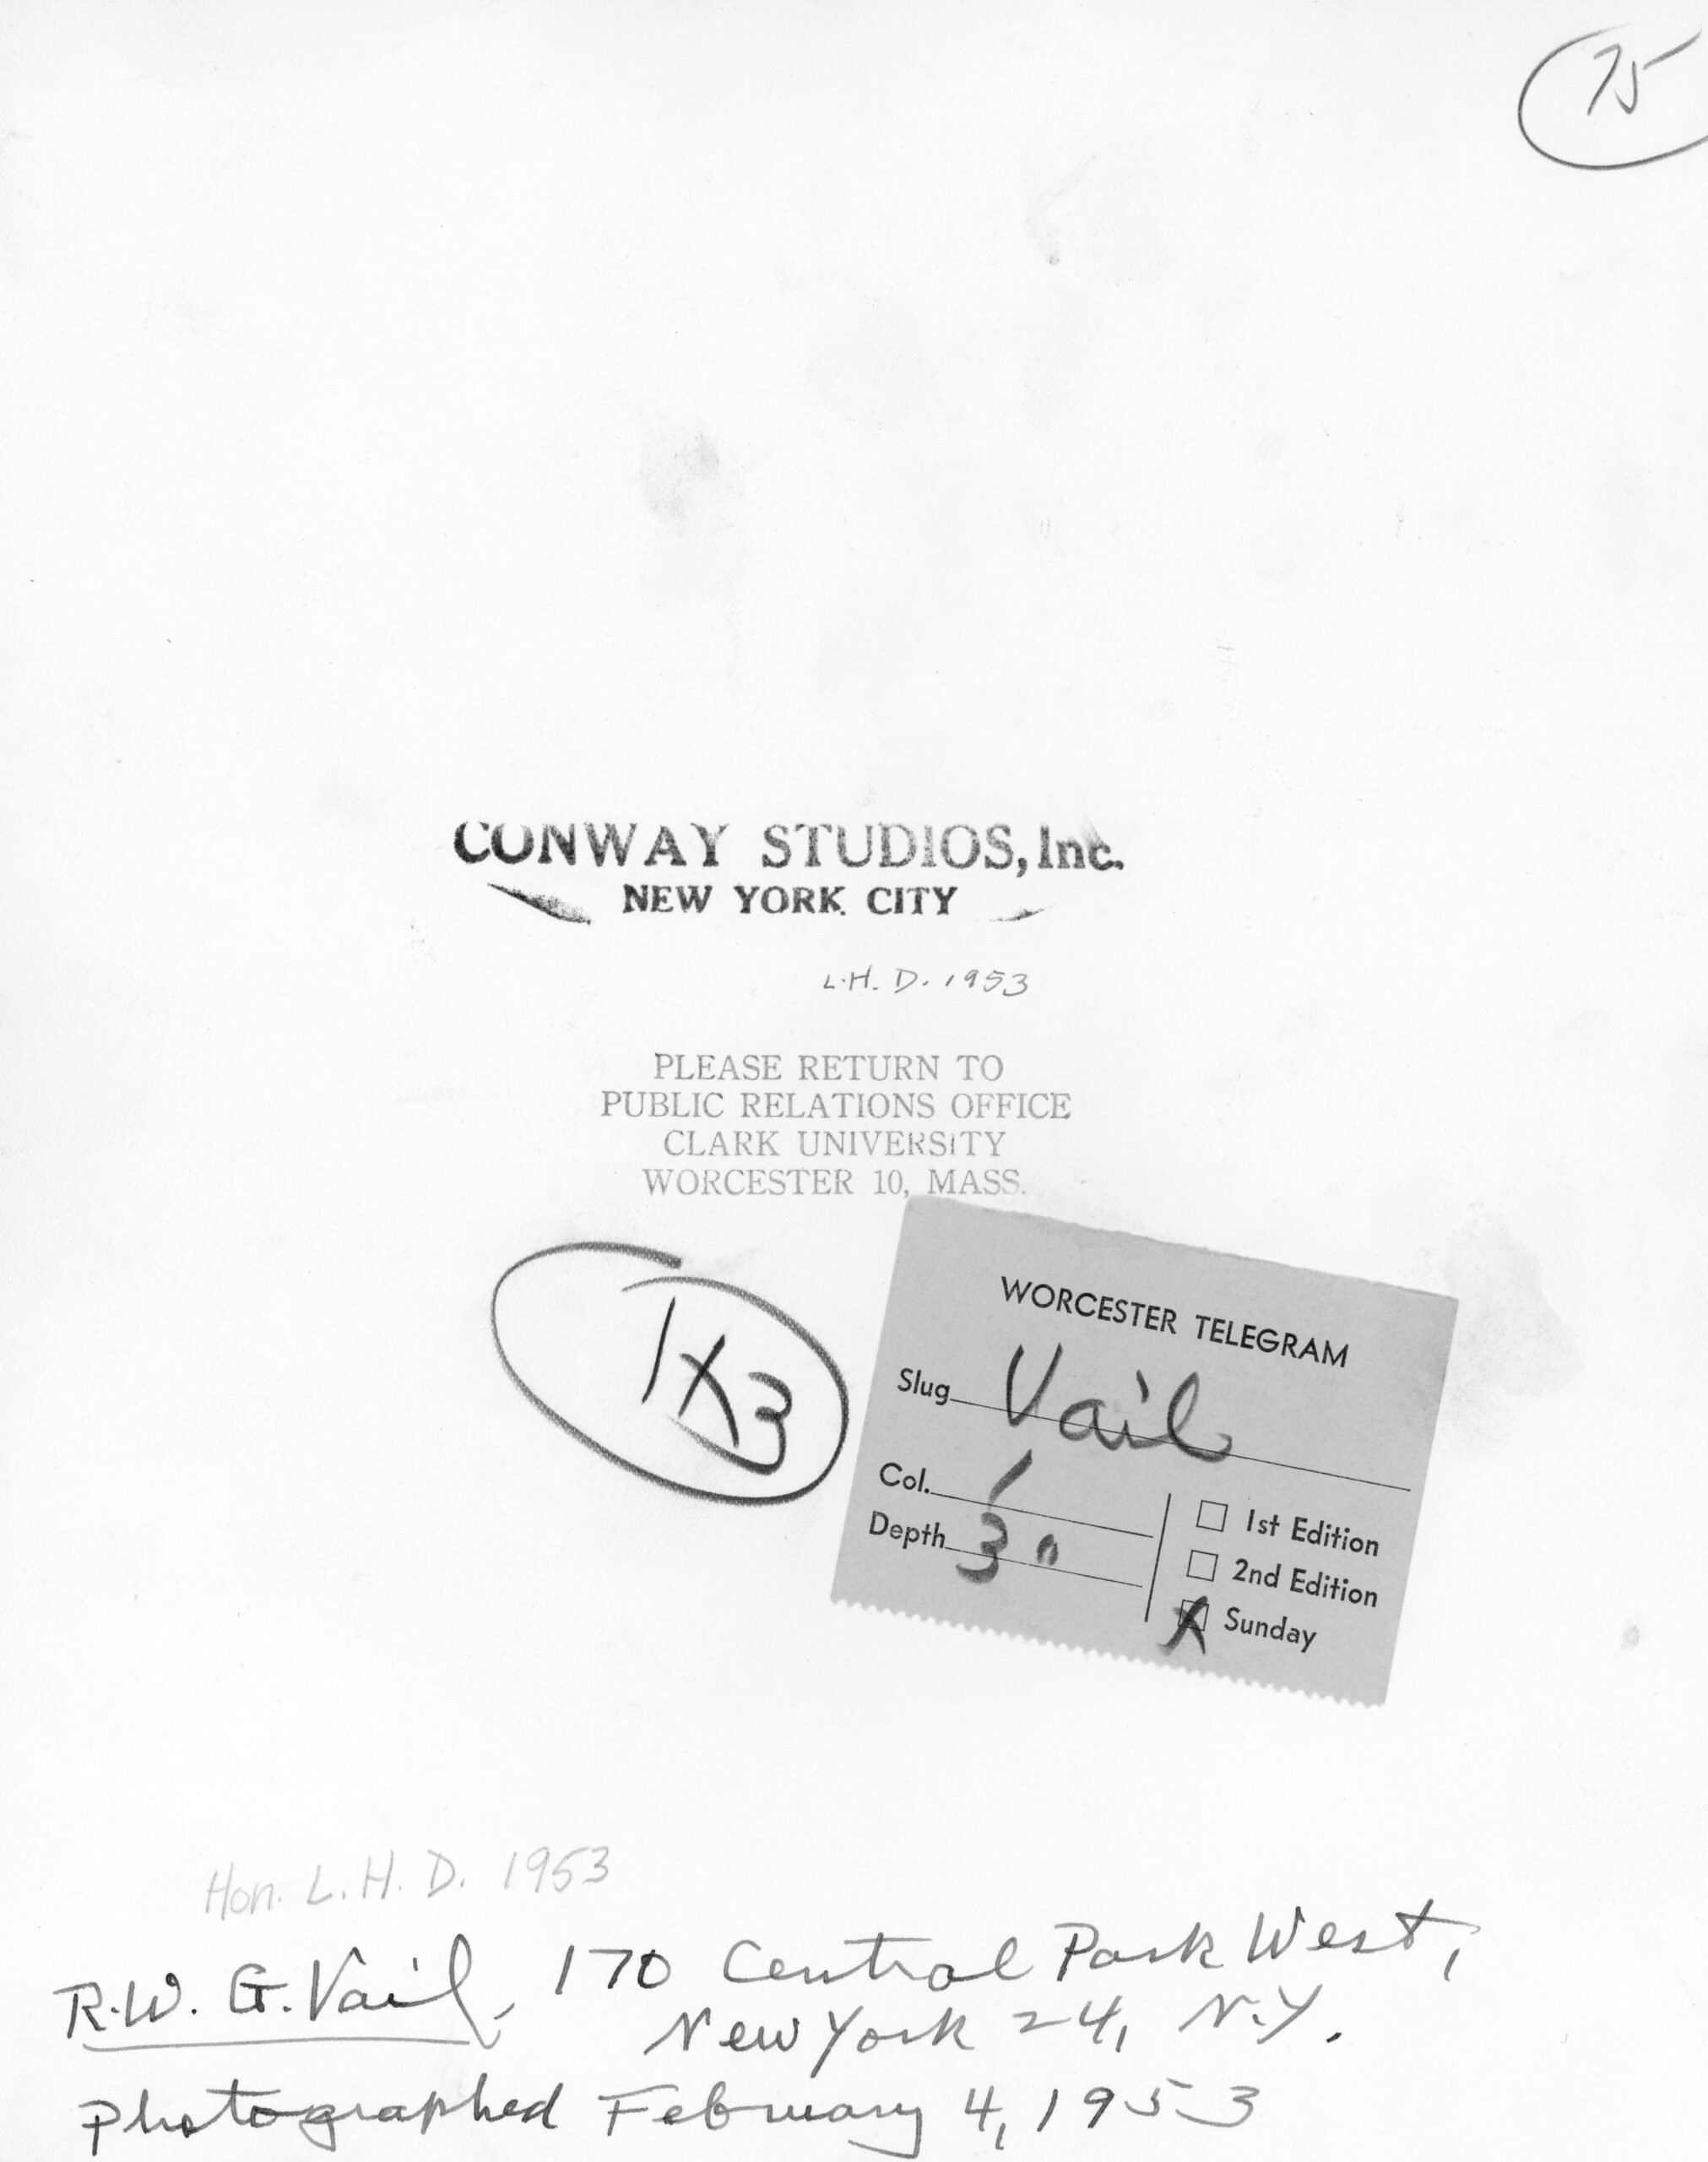 75
CONWAY STUDIOS, Inc.
NEW YORK CITY
L.H. D. 1953
PLEASE RETURN TO
PUBLIC RELATIONS OFFICE
CLARK UNIVERSITY
WORCESTER 10, MASS.
1x3
WORCESTER TELEGRAM
Slug Vail
Col. 1
Depth 3"
1st Edition
2nd Edition
X Sunday
Hon. L. H. D. 1953
R.W. G. Vail, 170 Central Park West,
New York 24, N.Y.
Photographed February 4, 1953